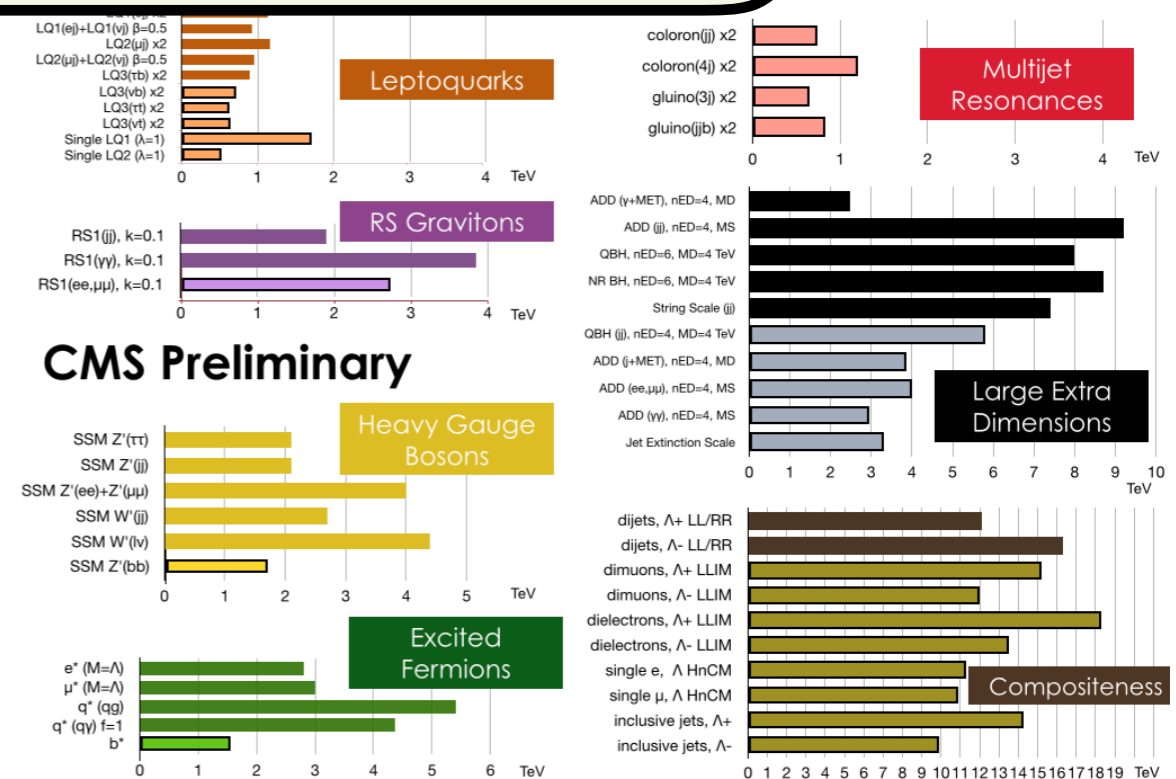 LQ1(ej)+LQ1(νj) β=0.5
LQ2(μj) x2
LQ2(μj)+LQ2(νj) β=0.5
LQ3(τb) x2
LQ3(νb) x2
LQ3(τt) x2
LQ3(vt) x2
Single LQ1 (λ=1)
Single LQ2 (λ=1)
0 1 2 3 4 TeV
Leptoquarks
RS1(jj), k=0.1
RS1(γγ), k=0.1
RS1(ee,μμ), k=0.1
0 1 2 3 4 TeV
RS Gravitons
CMS Preliminary
SSM Z'(ττ)
SSM Z'(jj)
SSM Z'(ee)+Z'(μμ)
SSM W'(jj)
SSM W'(lv)
SSM Z'(bb)
0 1 2 3 4 5 TeV
Heavy Gauge
Bosons
e* (M=Λ)
μ* (M=Λ)
q* (qg)
q* (qγ) f=1
b*
0 1 2 3 4 5 6 TeV
Excited
Fermions
coloron(jj) x2
coloron(4j) x2
gluino(3j) x2
gluino(jjb) x2
0 1 2 3 4 TeV
Multijet
Resonances
ADD (γ+MET), nED=4, MD
ADD (jj), nED=4, MS
QBH, nED=6, MD=4 TeV
NR BH, nED=6, MD=4 TeV
String Scale (jj)
QBH (jj), nED=4, MD=4 TeV
ADD (j+MET), nED=4, MD
ADD (ee,μμ), nED=4, MS
ADD (γγ), nED=4, MS
Jet Extinction Scale
0 1 2 3 4 5 6 7 8 9 10
TeV
Large Extra
Dimensions
dijets, Λ+ LL/RR
dijets, Λ- LL/RR
dimuons, Λ+ LLIM
dimuons, Λ- LLIM
dielectrons, Λ+ LLIM
dielectrons, Λ- LLIM
single e, Λ HnCM
single μ, Λ HnCM
inclusive jets, Λ+
inclusive jets, Λ-
0 1 2 3 4 5 6 7 8 9 10 11 12 13 14 15 16 17 18 19 TeV
Compositeness